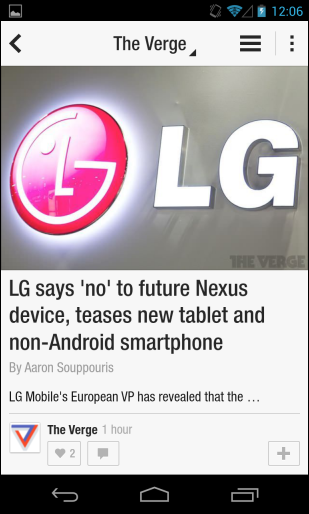 12:06
The Verge
LG
THE VERGE
LG says 'no' to future Nexus
device, teases new tablet and
non-Android smartphone
By Aaron Souppouris
LG Mobile's European VP has revealed that the …
The Verge 1 hour
2